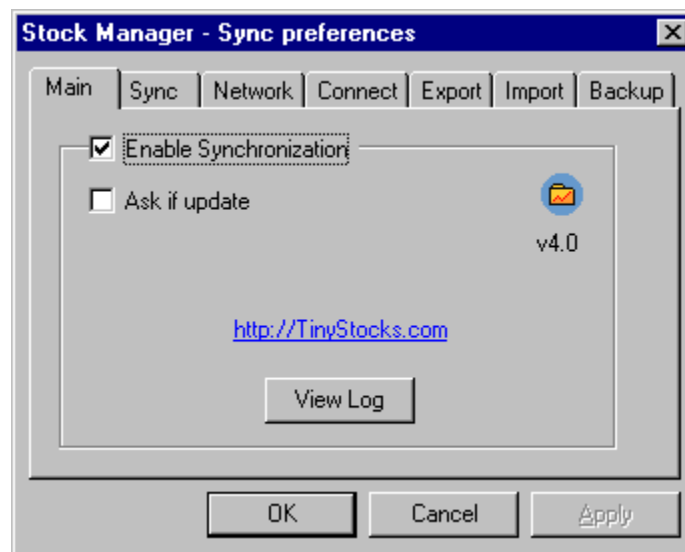 Stock Manager - Sync preferences
Main Sync Network Connect Export Import Backup
Enable Synchronization
Ask if update
v4.0
http://TinyStocks.com
View Log
OK Cancel Apply